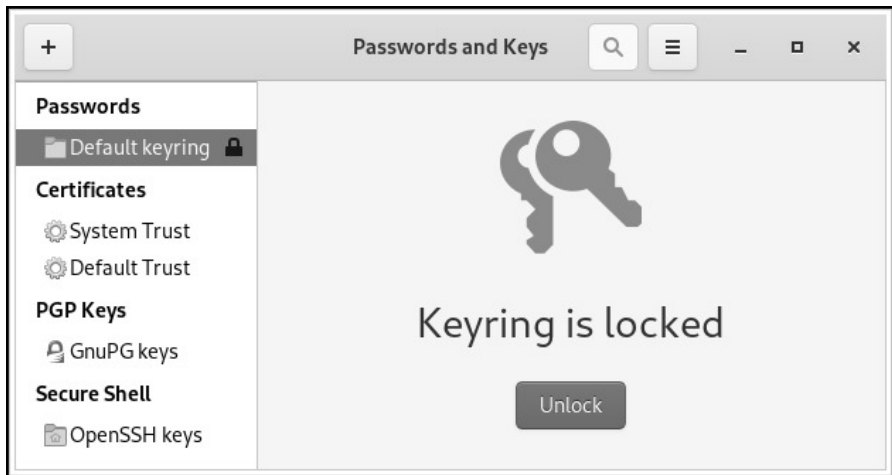 Passwords and Keys
Passwords
Default keyring
Certificates
System Trust
Default Trust
PGP Keys
GnuPG keys
Secure Shell
OpenSSH keys
Keyring is locked
Unlock